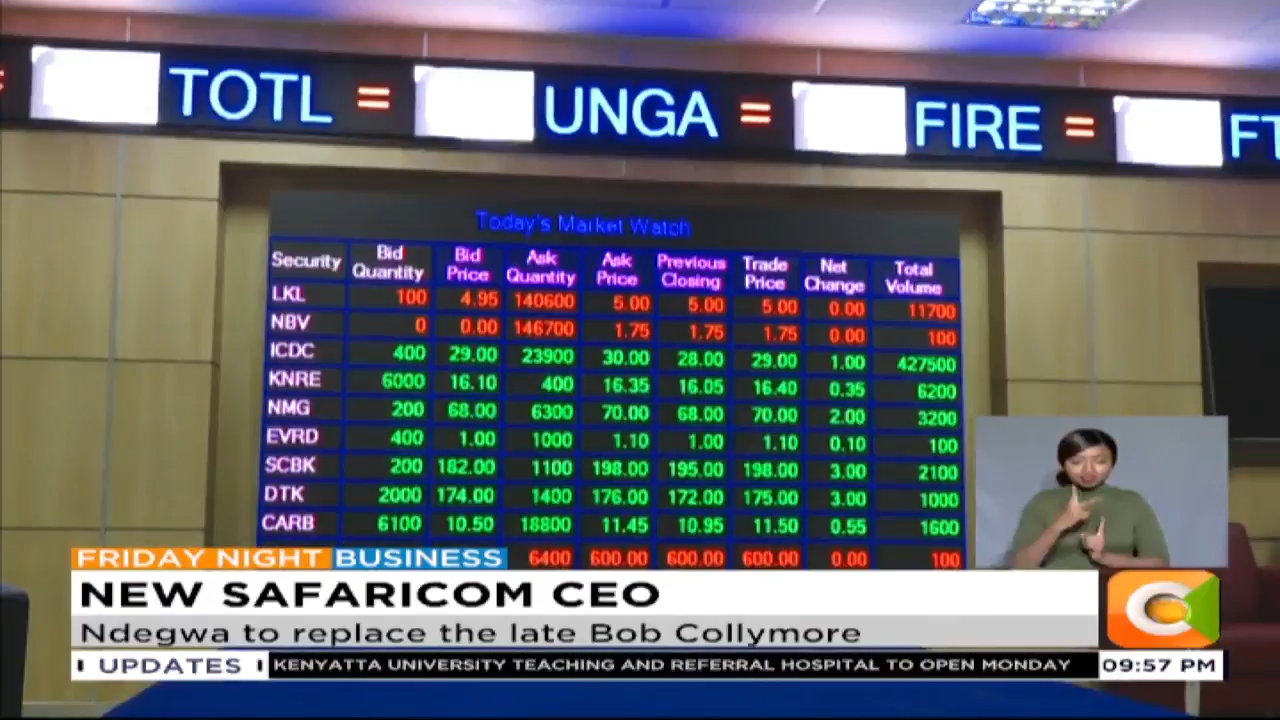 TOTL = UNGA = FIRE = FT
Today's Market Watch
Security Bid Quantity Bid Price Ask Quantity Ask Price Previous Closing Trade Price Net Change Total Volume
LKL 100 4.95 140600 5.00 5.00 5.00 0.00 11700
NBV 0 0.00 146700 1.75 1.75 1.75 0.00 100
ICDC 400 29.00 23900 30.00 28.00 29.00 1.00 427500
KNRE 6000 16.10 400 16.35 16.05 16.40 0.35 6200
NMG 200 68.00 6300 70.00 68.00 70.00 2.00 3200
EVRD 400 1.00 1000 1.10 1.00 1.10 0.10 100
SCBK 200 182.00 1100 198.00 195.00 198.00 3.00 2100
DTK 2000 174.00 1400 176.00 172.00 175.00 3.00 1000
CARB 6100 10.50 18800 11.45 10.95 11.50 0.55 1600
6400 600.00 600.00 600.00 0.00 100
FRIDAY NIGHT BUSINESS
NEW SAFARICOM CEO
Ndegwa to replace the late Bob Collymore
UPDATES KENYATTA UNIVERSITY TEACHING AND REFERRAL HOSPITAL TO OPEN MONDAY 09:57 PM